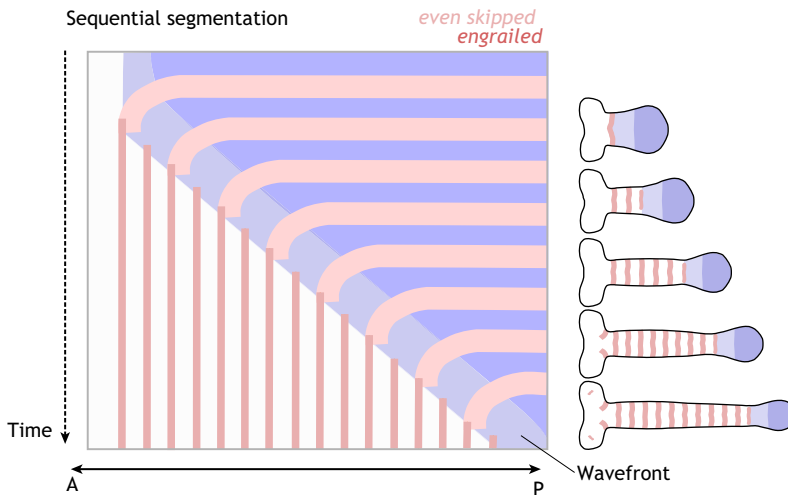 Sequential segmentation
even skipped
engrailed
Time
A
P
Wavefront